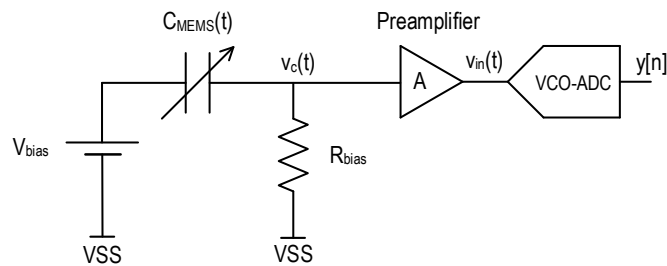 CMEMS(t)
Preamplifier
vc(t)
A
vin(t)
VCO-ADC
y[n]
Vbias
Rbias
VSS
VSS